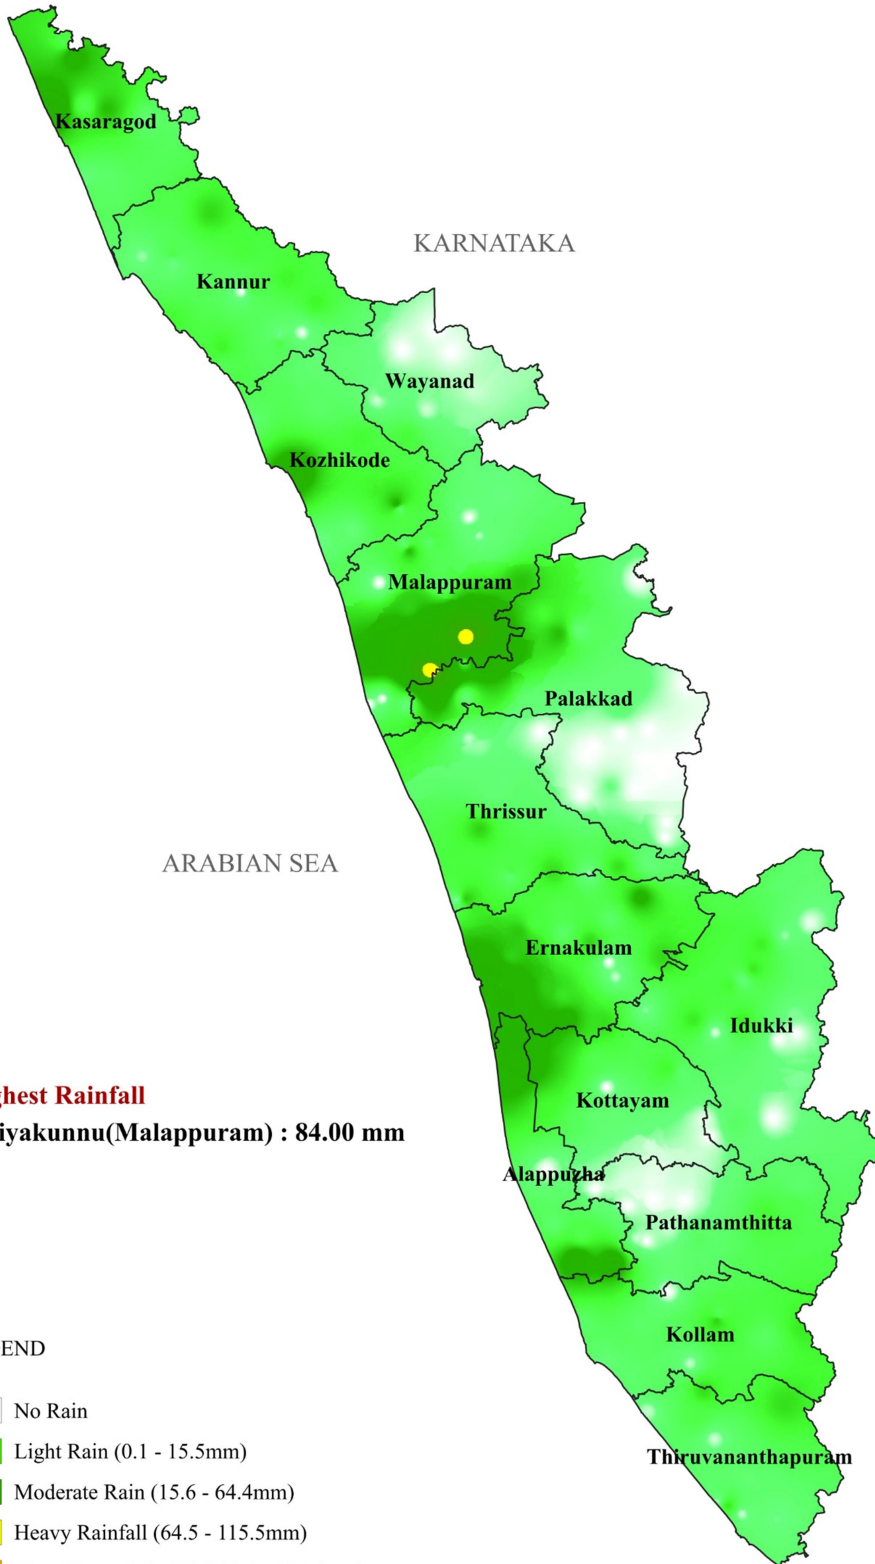 Kasaragod
KARNATAKA
Kannur
Wayanad
Kozhikode
Malappuram
Palakkad
Thrissur
ARABIAN SEA
Ernakulam
Idukki
ghest Rainfall
Kottayam
iyakunnu(Malappuram) : 84.00 mm
Alappuzha
Pathanamthitta
Kollam
END
No Rain
Light Rain (0.1 - 15.5mm)
Thiruvananthapuram
Moderate Rain (15.6 - 64.4mm)
Heavy Rainfall (64.5 - 115.5mm)